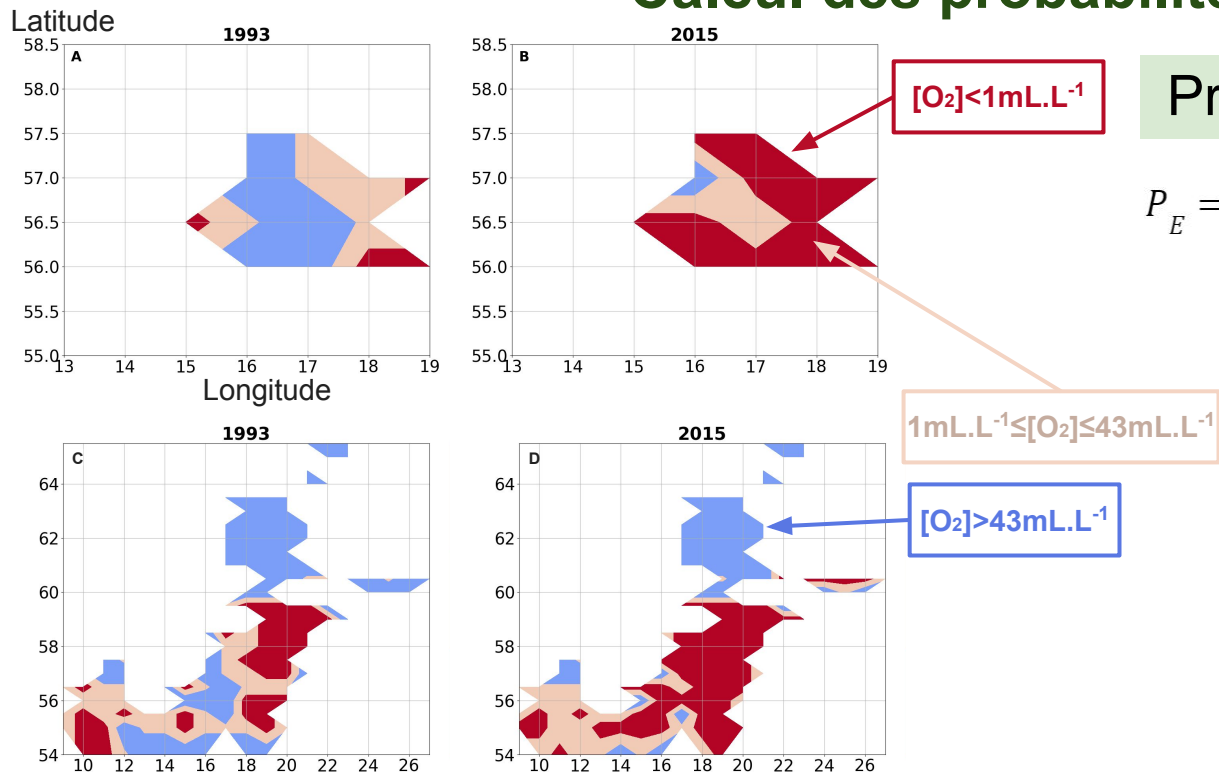 Latitude
1993
2015
A
B
58.5
58.0
57.5
57.0
56.5
56.0
55.5
55.0
13 14 15 16 17 18 19
58.5
58.0
57.5
57.0
56.5
56.0
55.5
55.0
13 14 15 16 17 18 19
[O₂]<1mL.L⁻¹
Pr
P_E =
Longitude
1mL.L⁻¹≤[O₂]≤43mL.L⁻¹
1993
2015
C
D
64
62
60
58
56
54
10 12 14 16 18 20 22 24 26
64
62
60
58
56
54
10 12 14 16 18 20 22 24 26
[O₂]>43mL.L⁻¹